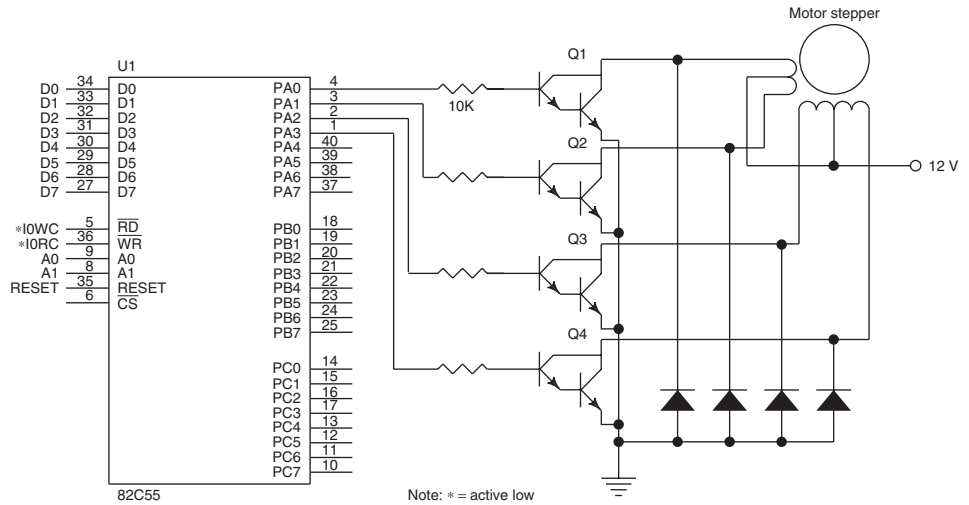 Motor stepper
U1
Q1
34 D0 D0 PA0 4
33 D1 D1 PA1 3
32 D2 D2 PA2 2
31 D3 D3 PA3 1
30 D4 D4 PA4 40
29 D5 D5 PA5 39
28 D6 D6 PA6 38
27 D7 D7 PA7 37
10K
Q2
12 V
*I0WC 5 RD PB0 18
*I0RC 36 WR PB1 19
A0 9 A0 PB2 20
A1 8 A1 PB3 21
RESET 35 RESET PB4 22
6 CS PB5 23
PB6 24
PB7 25
Q3
Q4
PC0 14
PC1 15
PC2 16
PC3 17
PC4 13
PC5 12
PC6 11
PC7 10
82C55
Note: * = active low